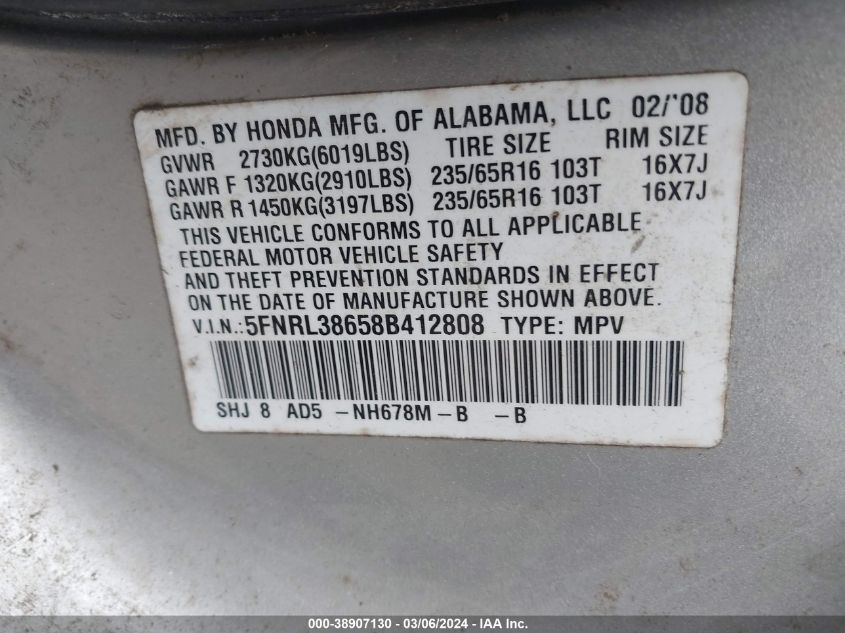 MFD. BY HONDA MFG. OF ALABAMA, LLC 02/'08
GVWR 2730KG(6019LBS) TIRE SIZE RIM SIZE
GAWR F 1320KG(2910LBS) 235/65R16 103T 16X7J
GAWR R 1450KG(3197LBS) 235/65R16 103T 16X7J
THIS VEHICLE CONFORMS TO ALL APPLICABLE
FEDERAL MOTOR VEHICLE SAFETY
AND THEFT PREVENTION STANDARDS IN EFFECT
ON THE DATE OF MANUFACTURE SHOWN ABOVE.
V.I.N.:5FNRL38658B412808 TYPE: MPV
SHJ 8 AD5 -NH678M-B -B
000-38907130 - 03/06/2024 - IAA Inc.